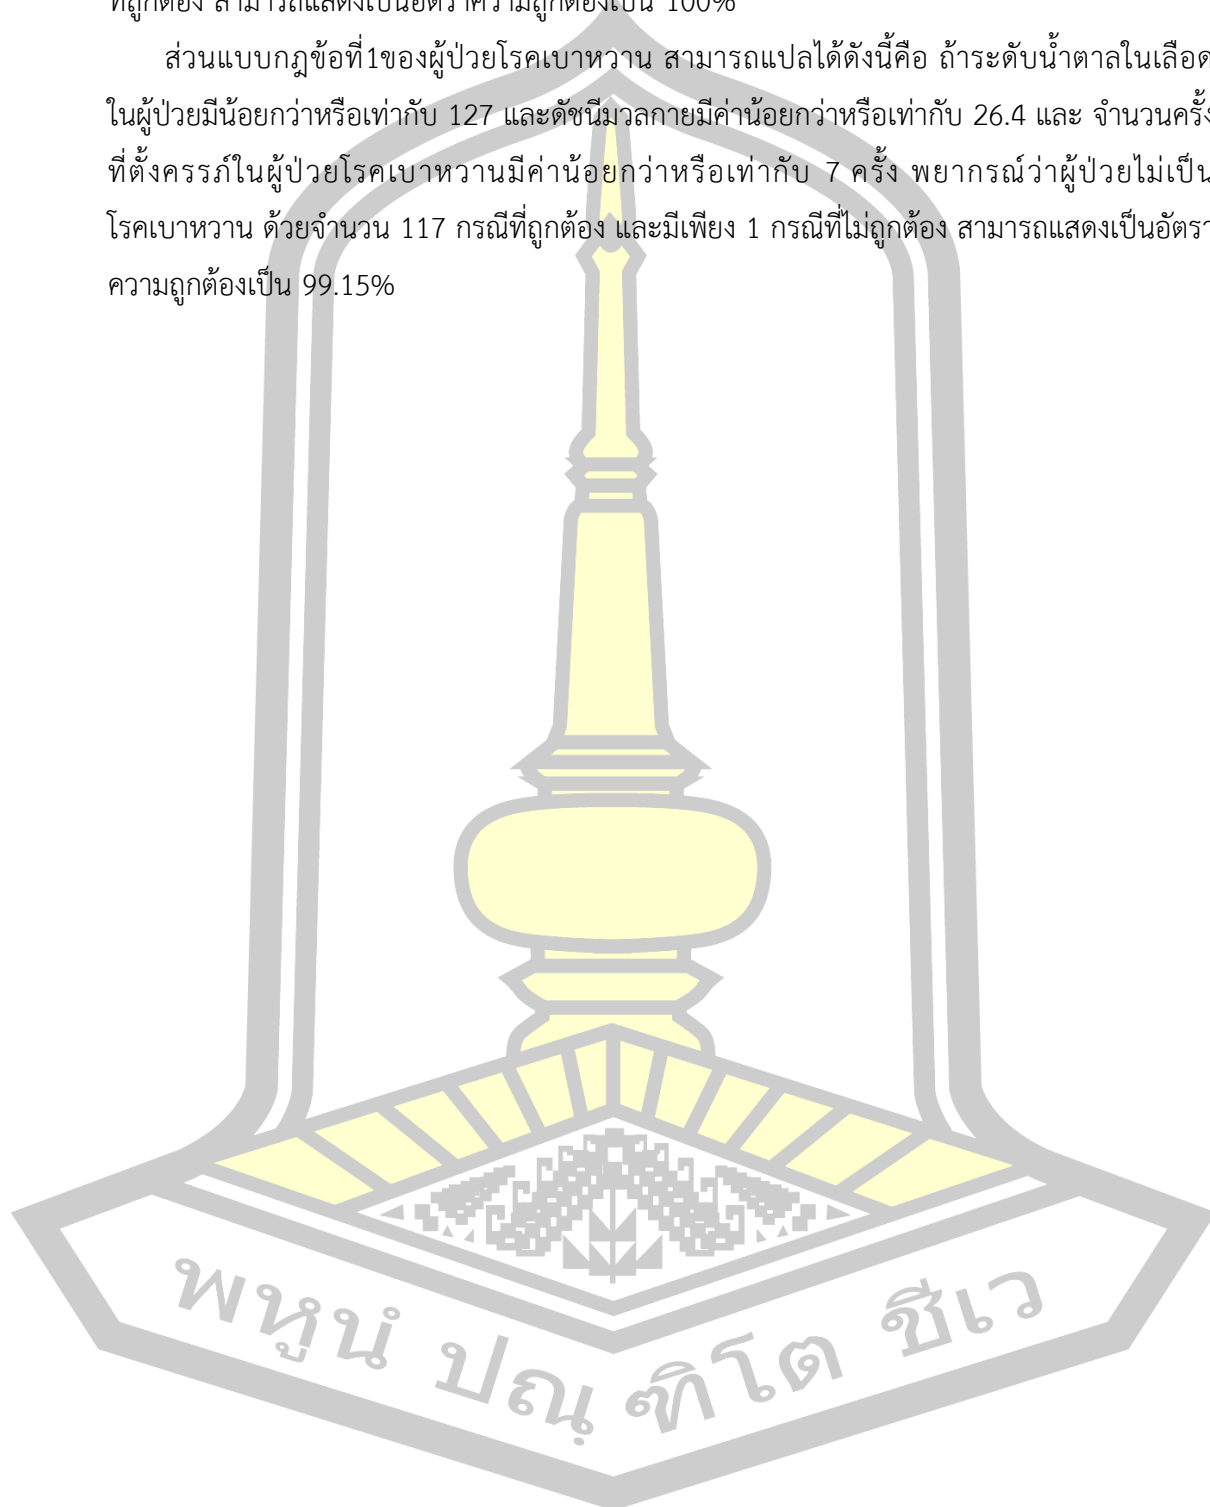 ที่ถูกต้อง สามารถแสดงเป็นอัตราความถูกต้องเป็น 100%
ส่วนแบบกฎข้อที่1ของผู้ป่วยโรคเบาหวาน สามารถแปลได้ดังนี้คือ ถ้าระดับน้ำตาลในเลือด
ในผู้ป่วยมีน้อยกว่าหรือเท่ากับ 127 และดัชนีมวลกายมีค่าน้อยกว่าหรือเท่ากับ 26.4 และ จำนวนครั้ง
ที่ตั้งครรภ์ในผู้ป่วยโรคเบาหวานมีค่าน้อยกว่าหรือเท่ากับ 7 ครั้ง พยากรณ์ว่าผู้ป่วยไม่เป็น
โรคเบาหวาน ด้วยจำนวน 117 กรณีที่ถูกต้อง และมีเพียง 1 กรณีที่ไม่ถูกต้อง สามารถแสดงเป็นอัตรา
ความถูกต้องเป็น 99.15%
พหูนํ ปณฺฑิโต ชีเว